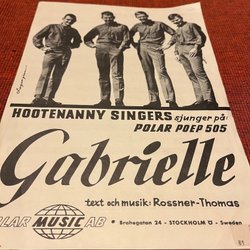 HOOTENANNY SINGERS sjunger på:
POLAR POEP 505
Gabrielle
text och musik: Rossner-Thomas
LAR MUSIC AB
Brahegatan 24 - STOCKHOLM Ö - Sweden